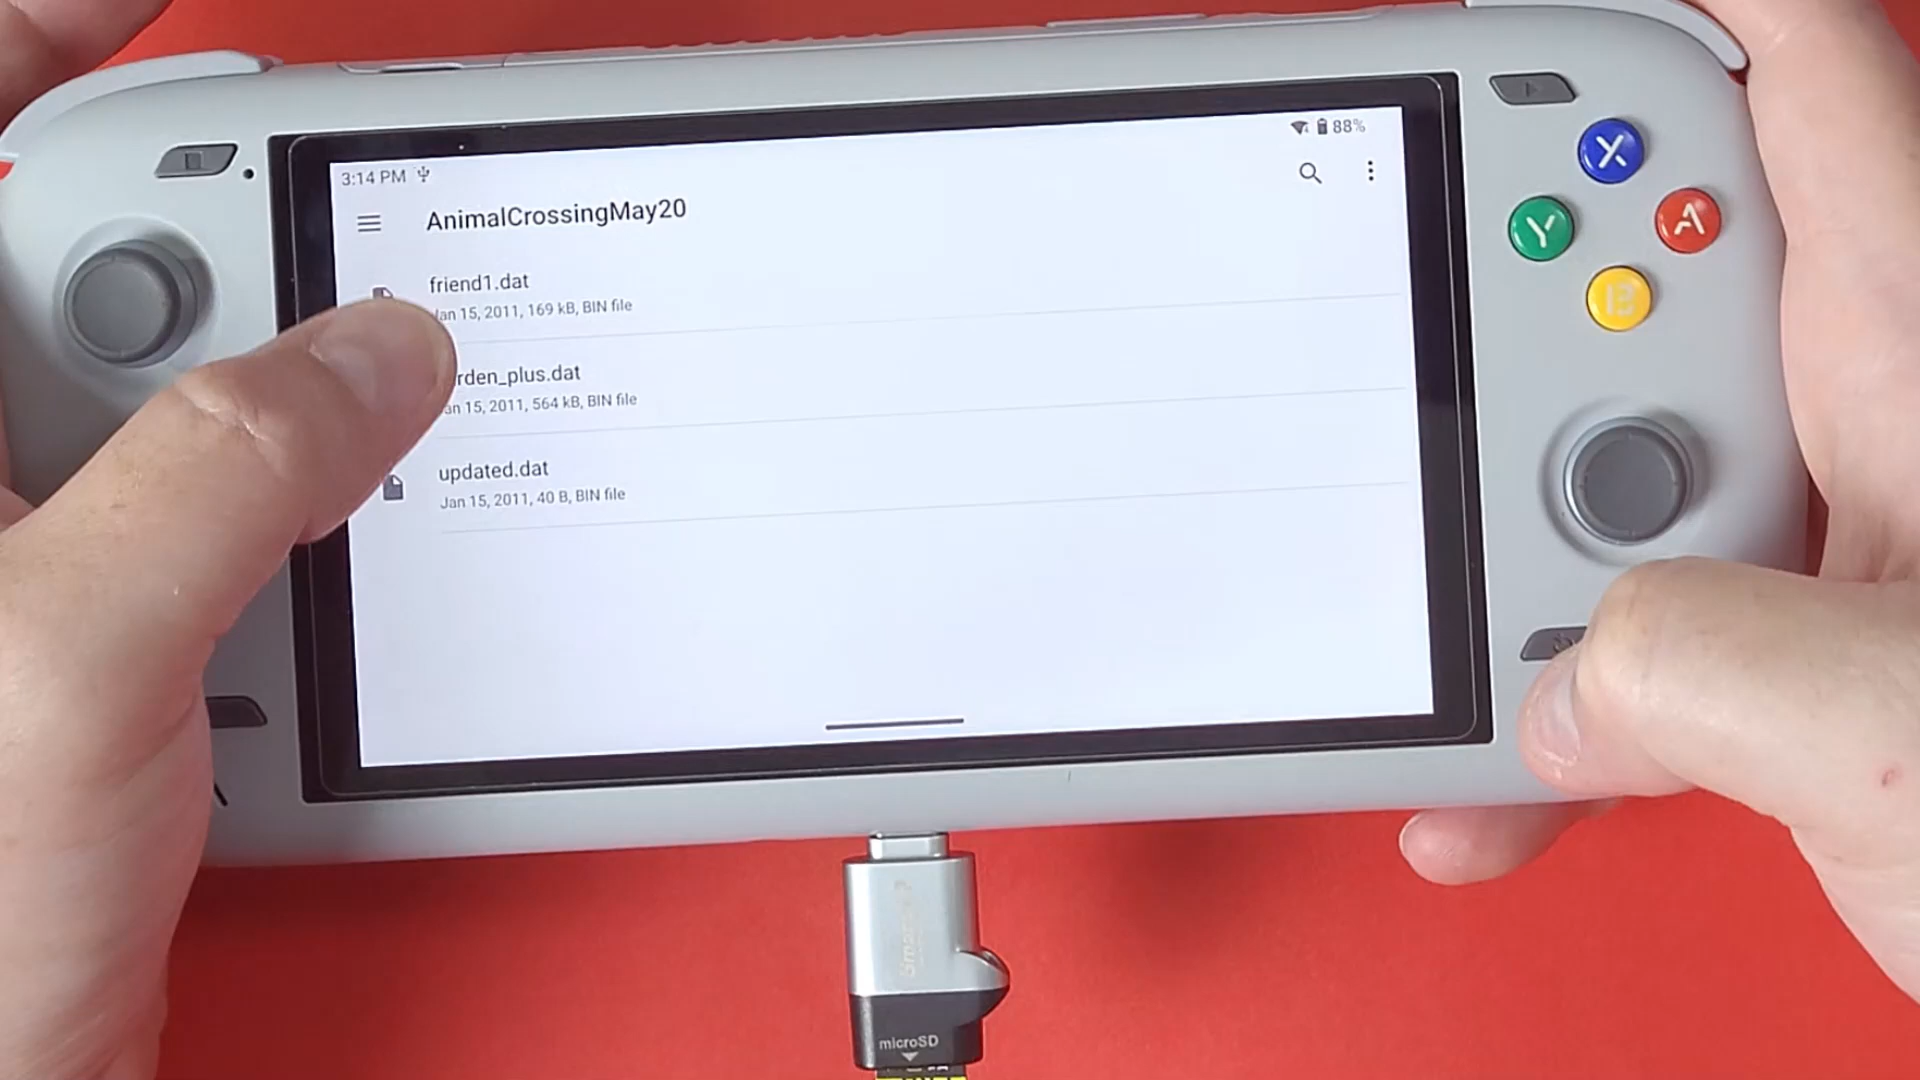 3:14 PM
88%
AnimalCrossingMay20
friend1.dat
Jan 15, 2011, 169 kB, BIN file
rden_plus.dat
Jan 15, 2011, 564 kB, BIN file
updated.dat
Jan 15, 2011, 40 B, BIN file
X
Y
A
B
microSD